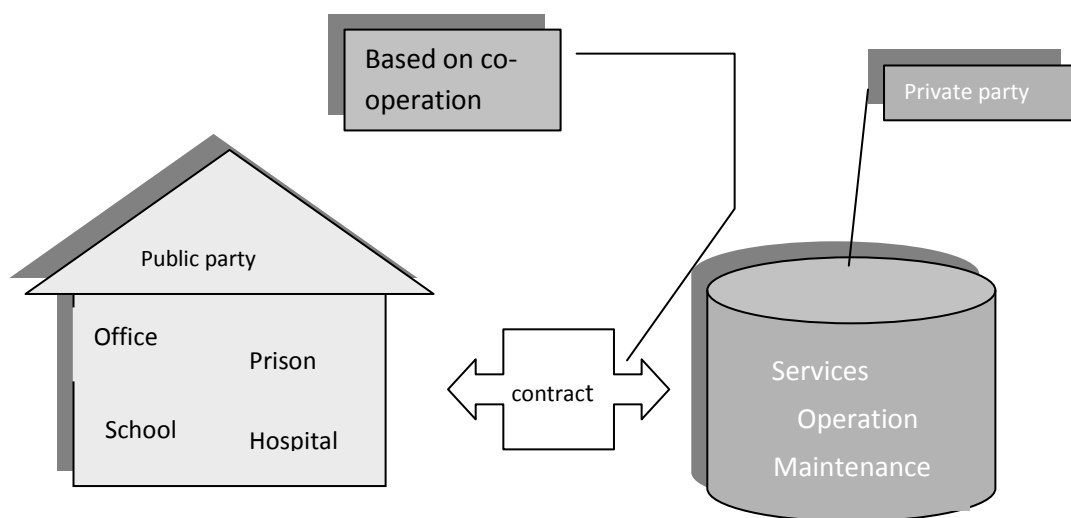 Based on co-
operation
Private party
Public party
Office
Prison
School
Hospital
contract
Services
Operation
Maintenance